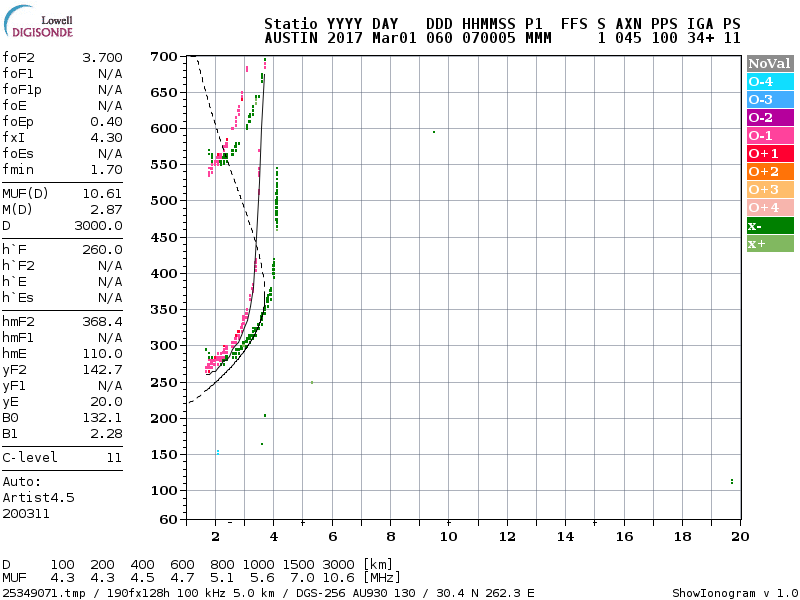 Lowell
DIGISONDE
Statio YYYY DAY DDD HHMMSS P1 FFS S AXN PPS IGA PS
AUSTIN 2017 Mar01 060 070005 MMM 1 045 100 34+ 11
foF2 3.700
foF1 N/A
foF1p N/A
foE N/A
foEp 0.40
fxI 4.30
foEs N/A
fmin 1.70
MUF(D) 10.61
M(D) 2.87
D 3000.0
h`F 260.0
h`F2 N/A
h`E N/A
h`Es N/A
hmF2 368.4
hmF1 N/A
hmE 110.0
yF2 142.7
yF1 N/A
yE 20.0
B0 132.1
B1 2.28
C-level 11
Auto:
Artist4.5
200311
700
650
600
550
500
450
400
350
300
250
200
150
100
60
2 4 6 8 10 12 14 16 18 20
NoVal
O-4
O-3
O-2
O-1
O+1
O+2
O+3
O+4
X-
X+
D 100 200 400 600 800 1000 1500 3000 [km]
MUF 4.3 4.3 4.5 4.7 5.1 5.6 7.0 10.6 [MHz]
25349071.tmp / 190fx128h 100 kHz 5.0 km / DGS-256 AU930 130 / 30.4 N 262.3 E
ShowIonogram v 1.0